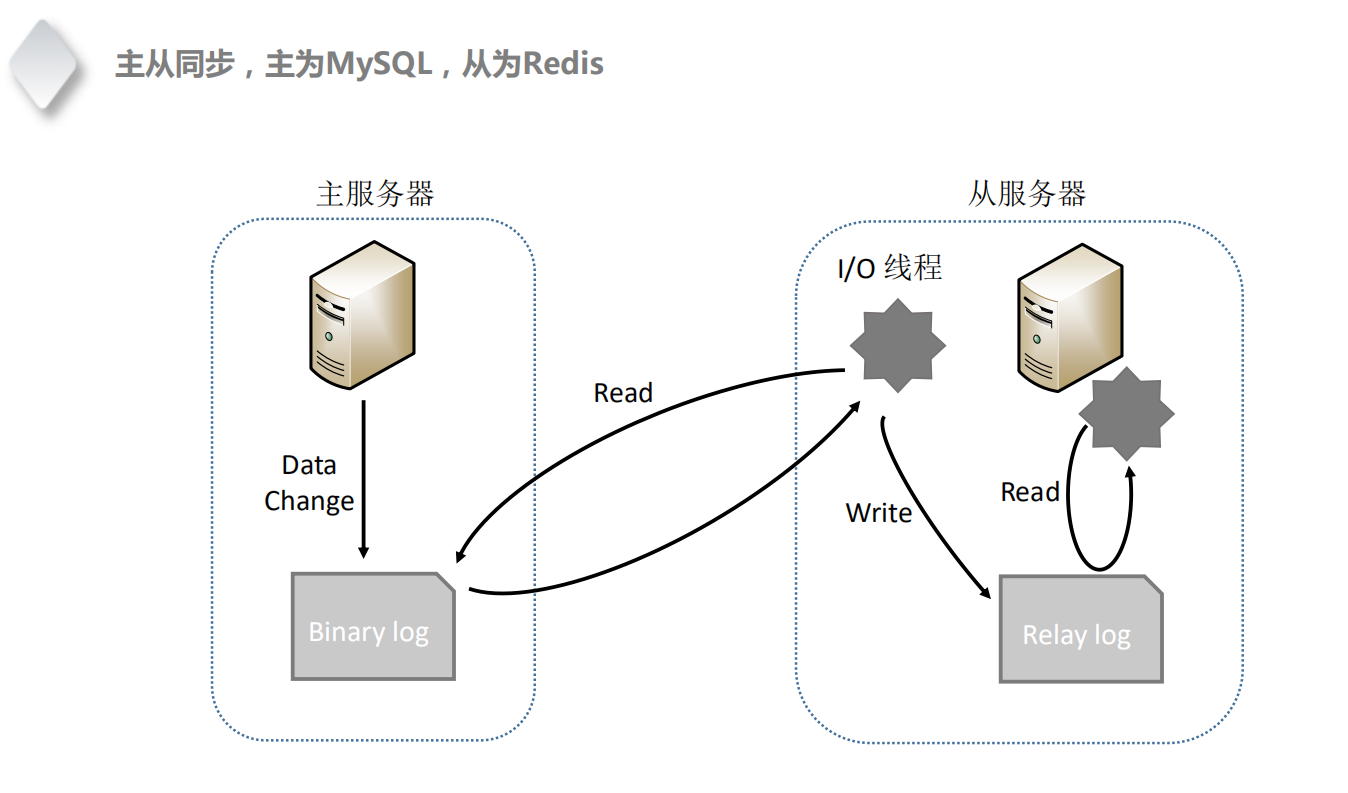 主从同步，主为MySQL，从为Redis
主服务器
从服务器
I/O 线程
Read
Data
Change
Write
Read
Binary log
Relay log